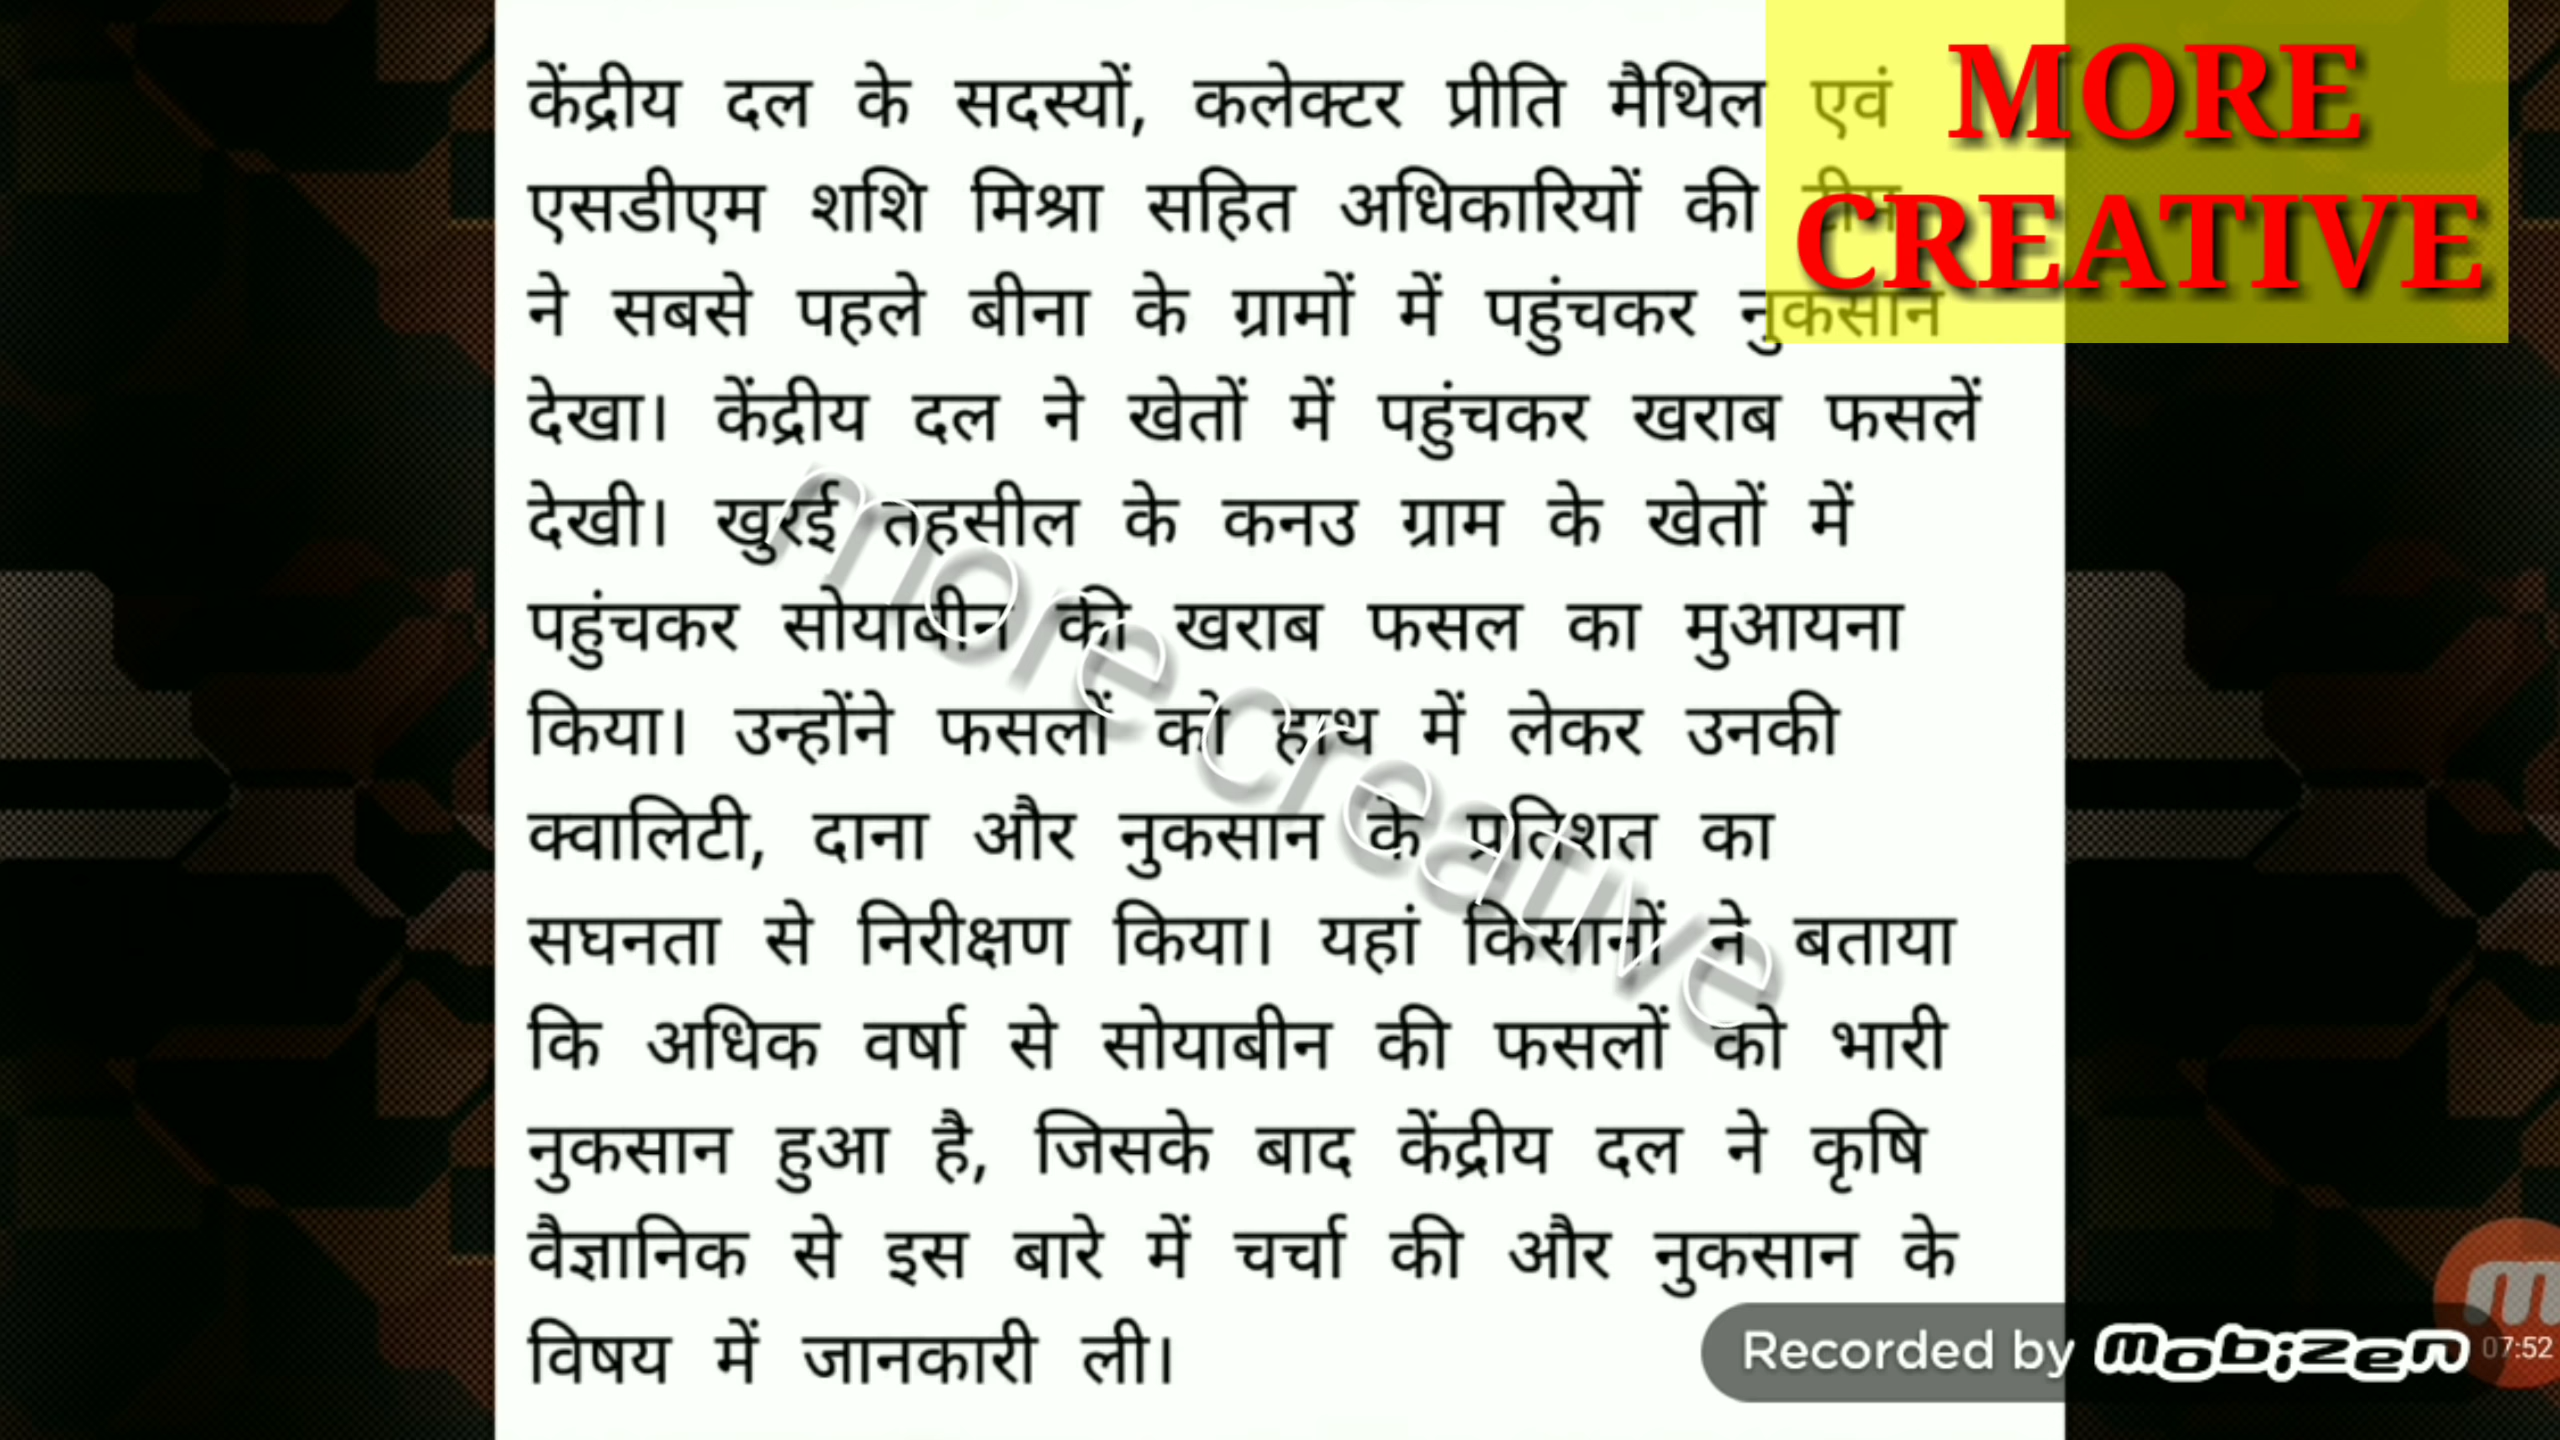 केंद्रीय दल के सदस्यों, कलेक्टर प्रीति मैथिल एवं
एसडीएम शशि मिश्रा सहित अधिकारियों की टीम
ने सबसे पहले बीना के ग्रामों में पहुंचकर नुकसान
देखा। केंद्रीय दल ने खेतों में पहुंचकर खराब फसलें
देखी। खुरई तहसील के कनउ ग्राम के खेतों में
पहुंचकर सोयाबीन की खराब फसल का मुआयना
किया। उन्होंने फसलों को हाथ में लेकर उनकी
क्वालिटी, दाना और नुकसान के प्रतिशत का
सघनता से निरीक्षण किया। यहां किसानों ने बताया
कि अधिक वर्षा से सोयाबीन की फसलों को भारी
नुकसान हुआ है, जिसके बाद केंद्रीय दल ने कृषि
वैज्ञानिक से इस बारे में चर्चा की और नुकसान के
विषय में जानकारी ली।
MORE
CREATIVE
more creative
Recorded by mobizen
07:52